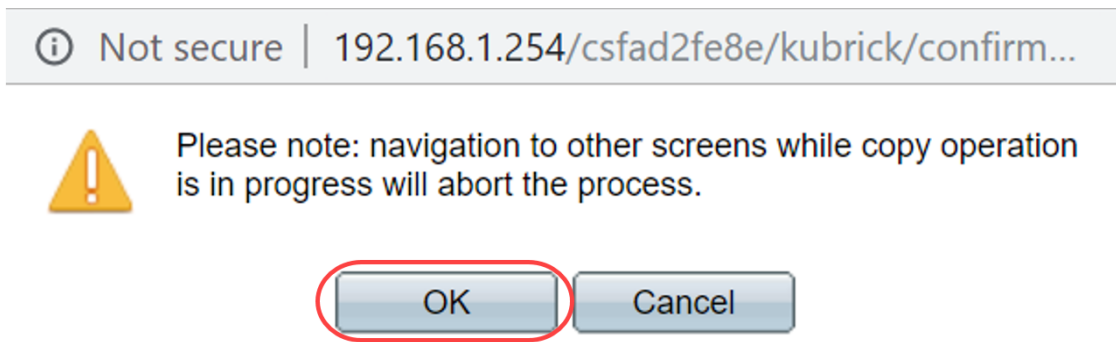 Not secure | 192.168.1.254/csfad2fe8e/kubrick/confirm...
Please note: navigation to other screens while copy operation
is in progress will abort the process.
OK Cancel